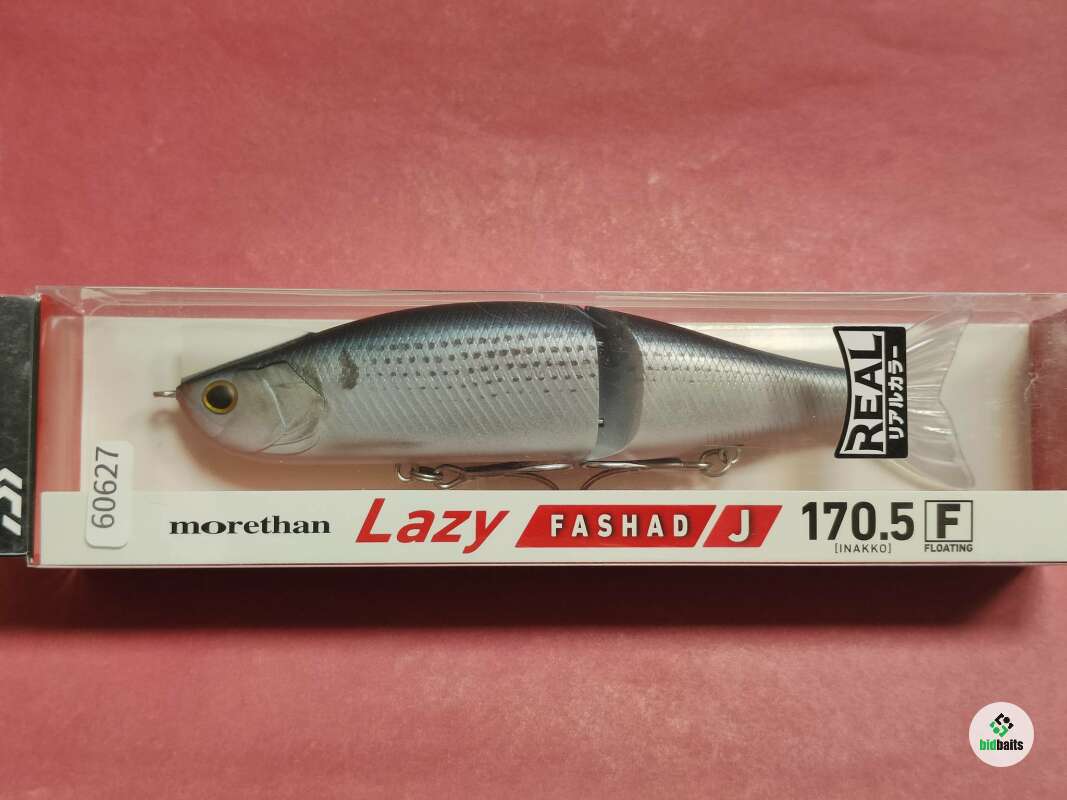 REAL
リアルカラー
60627
morethan Lazy FASHAD J 170.5 F
[INAKKO] FLOATING
bidbaits